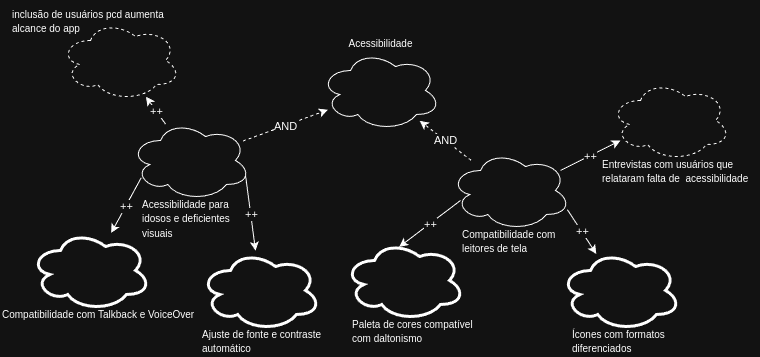 inclusão de usuários pcd aumenta
alcance do app
Acessibilidade
++
AND
AND
++
Entrevistas com usuários que
relataram falta de  acessibilidade
Acessibilidade para
idosos e deficientes
visuais
++
++
++
++
Compatibilidade com
leitores de tela
Compatibilidade com Talkback e VoiceOver
Ajuste de fonte e contraste
automático
Paleta de cores compatível
com daltonismo
Ícones com formatos
diferenciados